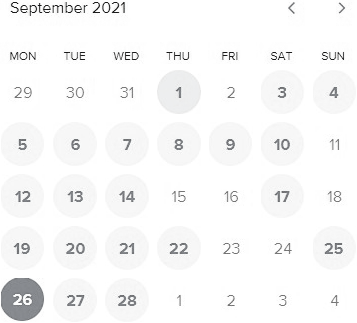 September 2021
MON TUE WED THU FRI SAT SUN
29 30 31 1 2 3 4
5 6 7 8 9 10 11
12 13 14 15 16 17 18
19 20 21 22 23 24 25
26 27 28 1 2 3 4